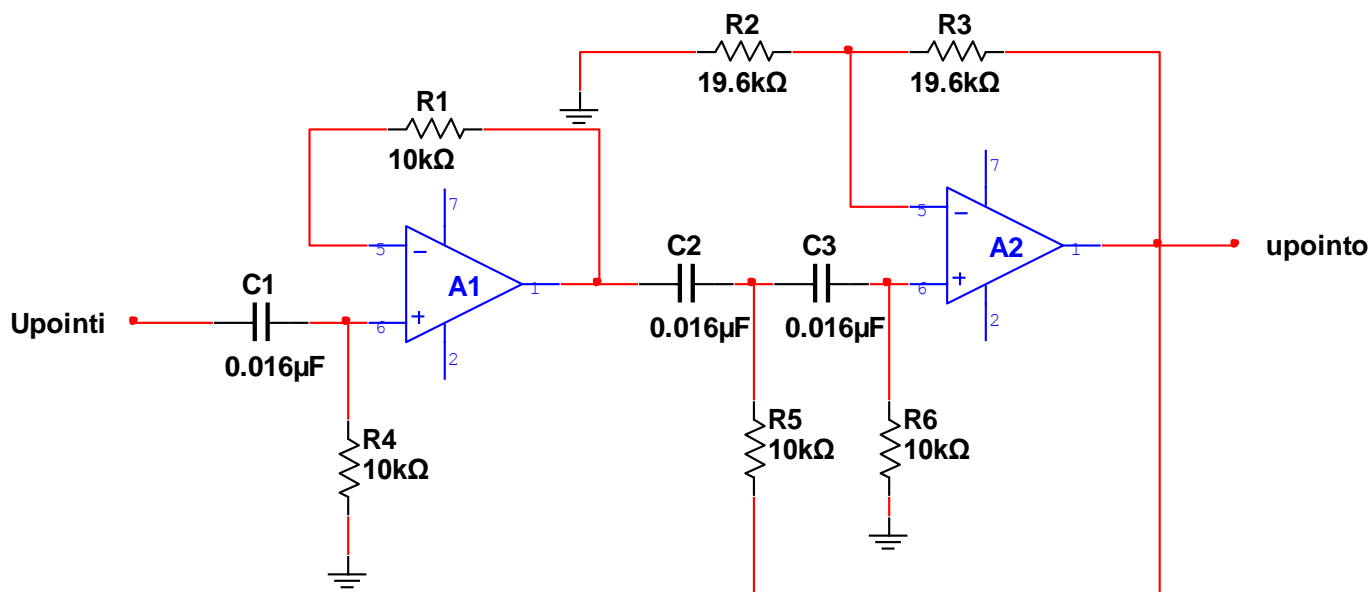 R2
19.6kΩ
R3
19.6kΩ
R1
10kΩ
7
5
A1
1
6
2
C1
0.016µF
Upointi
R4
10kΩ
C2
0.016µF
C3
0.016µF
7
5
A2
1
6
2
upointo
R5
10kΩ
R6
10kΩ